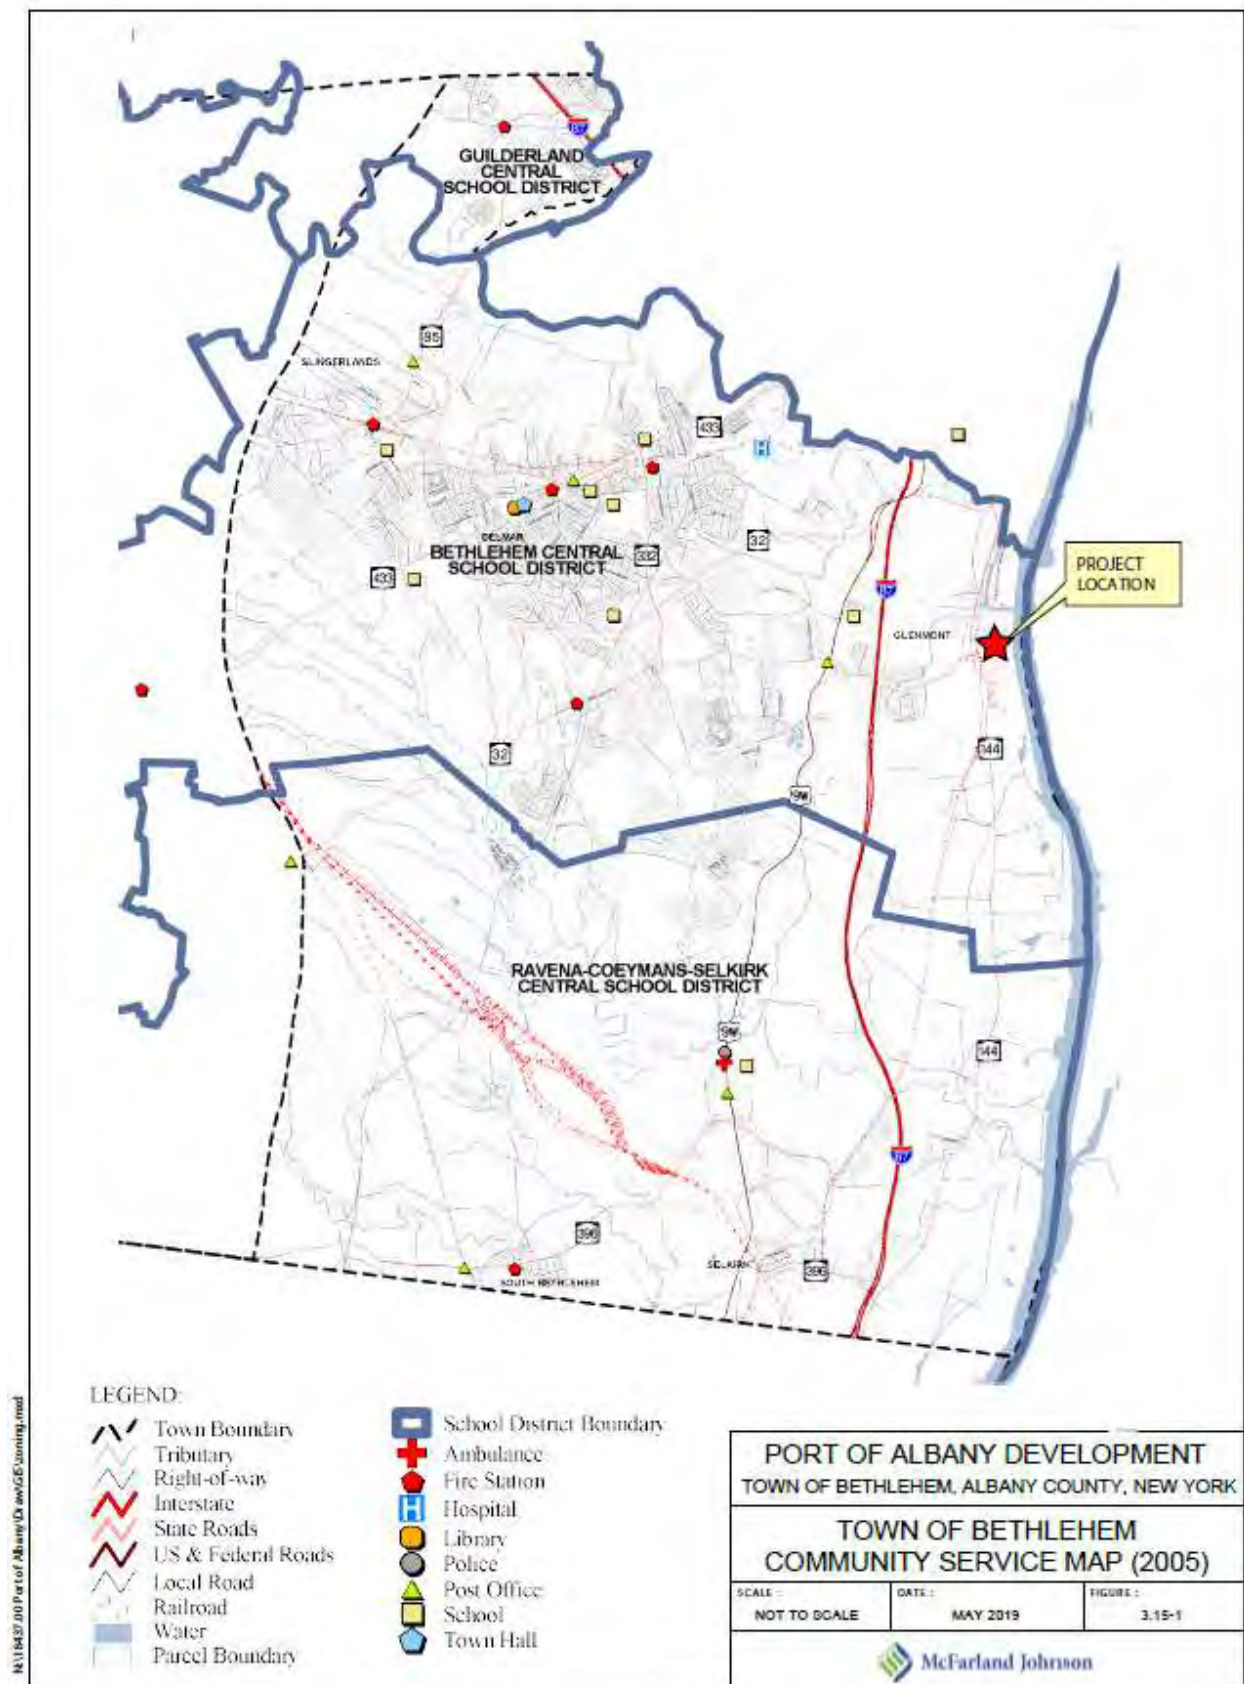 87
GUILDERLAND
CENTRAL
SCHOOL DISTRICT
85
SLINGERLANDS
433
DELMAR
BETHLEHEM CENTRAL
SCHOOL DISTRICT
332
32
433
87
GLENMONT
PROJECT
LOCATION
32
144
9W
RAVENA-COEYMANS-SELKIRK
CENTRAL SCHOOL DISTRICT
9W
144
87
396
SELKIRK
396
SOUTH BETHLEHEM
LEGEND:
Town Boundary
Tributary
Right-of-way
Interstate
State Roads
US & Federal Roads
Local Road
Railroad
Water
Parcel Boundary
School District Boundary
Ambulance
Fire Station
H Hospital
Library
Police
Post Office
School
Town Hall
PORT OF ALBANY DEVELOPMENT
TOWN OF BETHLEHEM, ALBANY COUNTY, NEW YORK
TOWN OF BETHLEHEM
COMMUNITY SERVICE MAP (2005)
SCALE :
NOT TO SCALE
DATE :
MAY 2019
FIGURE :
3.15-1
McFarland Johnson